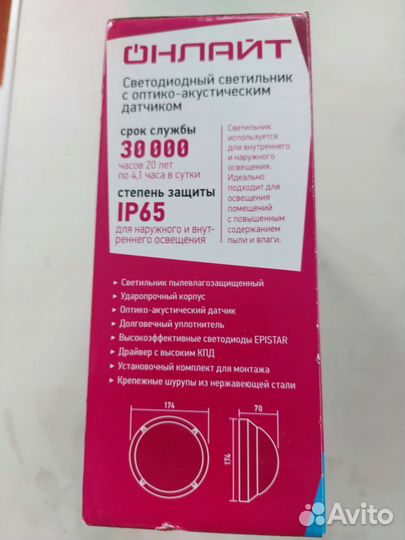 ОНЛАЙТ
Светодиодный светильник
с оптико-акустическим
датчиком
срок службы
30 000
часов 20 лет
по 4,1 часа в сутки
степень защиты
IP65
для наружного и внут-
реннего освещения
Светильник
используется
для внутреннего
и наружного
освещения.
Идеально
подходит для
освещения
помещений
с повышенным
содержанием
пыли и влаги.
▸ Светильник пылевлагозащищенный
▸ Ударопрочный корпус
▸ Оптико-акустический датчик
▸ Долговечный уплотнитель
▸ Высокоэффективные светодиоды EPISTAR
▸ Драйвер с высоким КПД
▸ Установочный комплект для монтажа
▸ Крепежные шурупы из нержавеющей стали
174
70
174
Avito